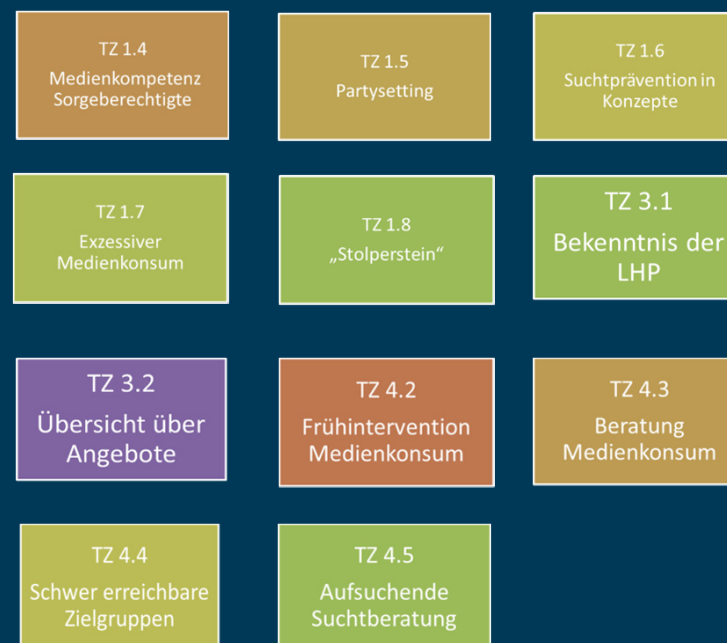 TZ 1.4
Medienkompetenz
Sorgeberechtigte
TZ 1.5
Partysetting
TZ 1.6
Suchtprävention in
Konzepte
TZ 1.7
Exzessiver
Medienkonsum
TZ 1.8
„Stolperstein“
TZ 3.1
Bekenntnis der
LHP
TZ 3.2
Übersicht über
Angebote
TZ 4.2
Frühintervention
Medienkonsum
TZ 4.3
Beratung
Medienkonsum
TZ 4.4
Schwer erreichbare
Zielgruppen
TZ 4.5
Aufsuchende
Suchtberatung